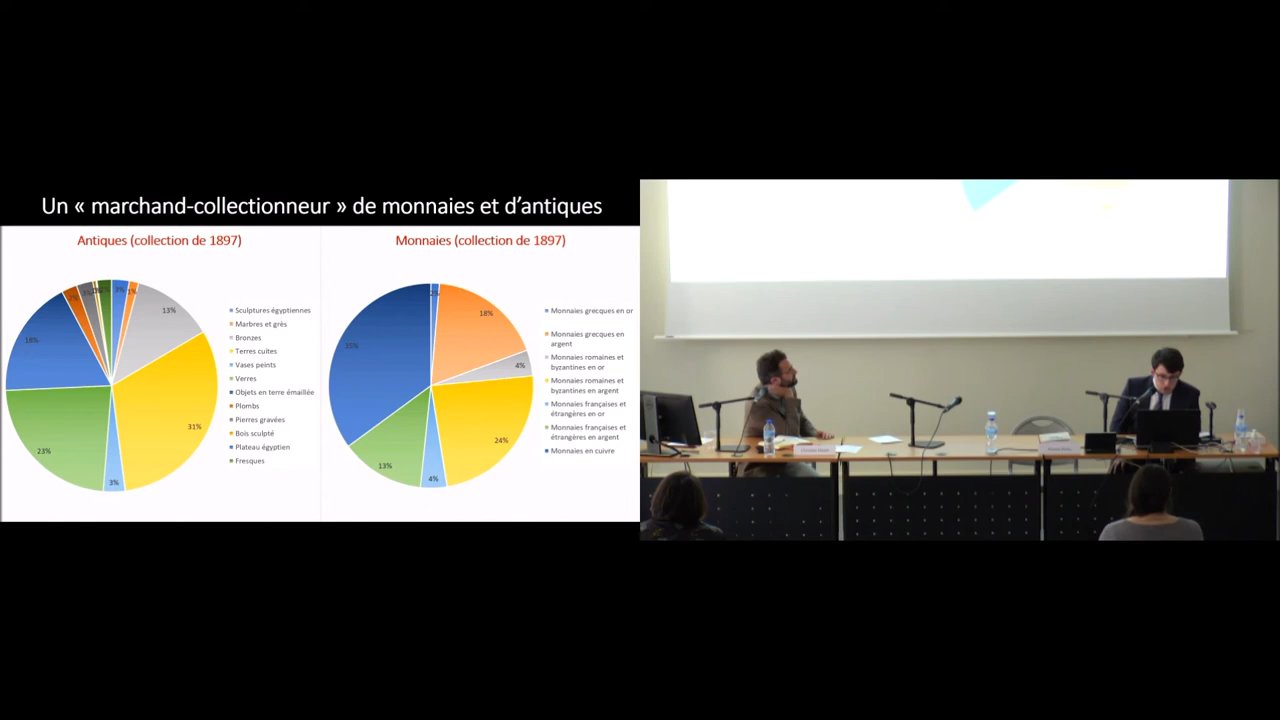 Un « marchand-collectionneur » de monnaies et d’antiques
Antiques (collection de 1897)
3%
13%
31%
3%
23%
18%
Sculptures égyptiennes
Marbres et grès
Bronzes
Terres cuites
Vases peints
Verres
Objets en terre émaillée
Plombs
Pierres gravées
Bois sculpté
Plateau égyptien
Fresques
Monnaies (collection de 1897)
18%
4%
24%
4%
13%
35%
Monnaies grecques en or
Monnaies grecques en
argent
Monnaies romaines et
byzantines en or
Monnaies romaines et
byzantines en argent
Monnaies françaises et
étrangères en or
Monnaies françaises et
étrangères en argent
Monnaies en cuivre